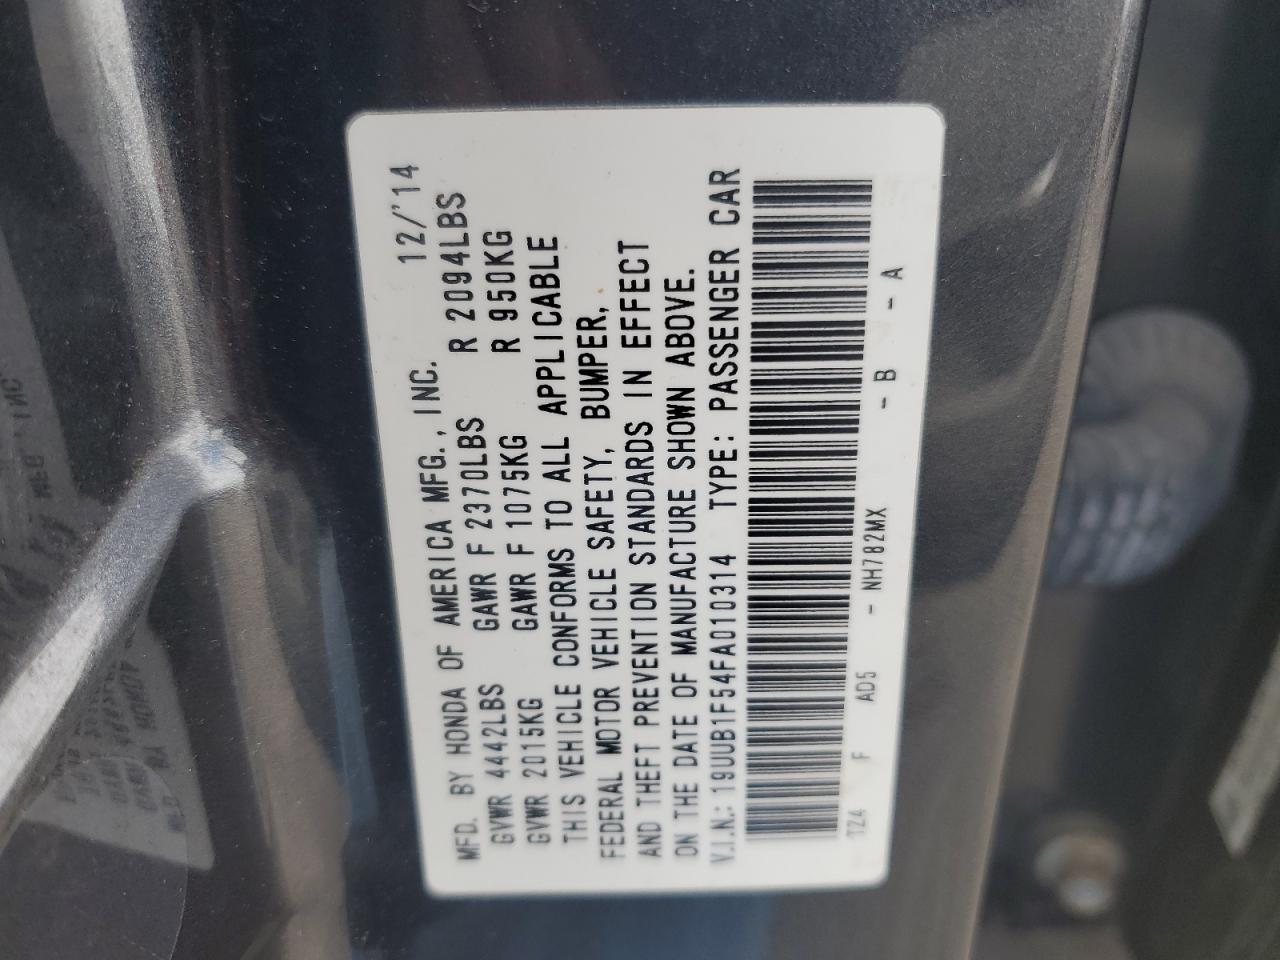 MFD. BY HONDA OF AMERICA MFG., INC. 12/'14
GVWR 4442LBS GAWR F 2370LBS R 2094LBS
GVWR 2015KG GAWR F 1075KG R 950KG
THIS VEHICLE CONFORMS TO ALL APPLICABLE
FEDERAL MOTOR VEHICLE SAFETY, BUMPER,
AND THEFT PREVENTION STANDARDS IN EFFECT
ON THE DATE OF MANUFACTURE SHOWN ABOVE.
V.I.N.: 19UUB1F54FA010314 TYPE: PASSENGER CAR
TZ4 F AD5 - NH782MX - B - A